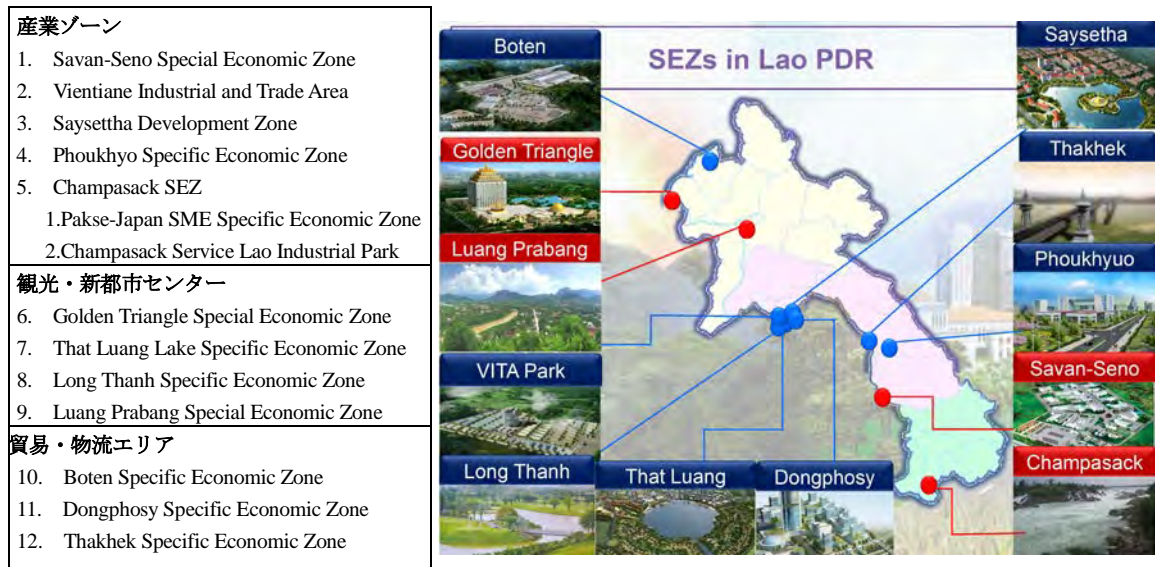 産業ゾーン
1. Savan-Seno Special Economic Zone
2. Vientiane Industrial and Trade Area
3. Saysettha Development Zone
4. Phoukhyo Specific Economic Zone
5. Champasack SEZ
1.Pakse-Japan SME Specific Economic Zone
2.Champasack Service Lao Industrial Park
観光・新都市センター
6. Golden Triangle Special Economic Zone
7. That Luang Lake Specific Economic Zone
8. Long Thanh Specific Economic Zone
9. Luang Prabang Special Economic Zone
貿易・物流エリア
10. Boten Specific Economic Zone
11. Dongphosy Specific Economic Zone
12. Thakhek Specific Economic Zone
SEZs in Lao PDR
Boten
Golden Triangle
Luang Prabang
VITA Park
Long Thanh
That Luang
Dongphosy
Saysetha
Thakhek
Phoukhyuo
Savan-Seno
Champasack